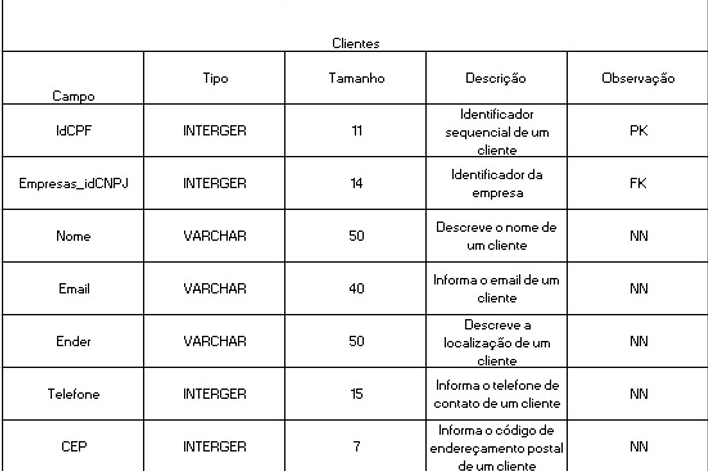 Clientes
Campo Tipo Tamanho Descrição Observação
IdCPF INTERGER 11 Identificador sequencial de um cliente PK
Empresas_idCNPJ INTERGER 14 Identificador da empresa FK
Nome VARCHAR 50 Descreve o nome de um cliente NN
Email VARCHAR 40 Informa o email de um cliente NN
Ender VARCHAR 50 Descreve a localização de um cliente NN
Telefone INTERGER 15 Informa o telefone de contato de um cliente NN
CEP INTERGER 7 Informa o código de endereçamento postal de um cliente NN